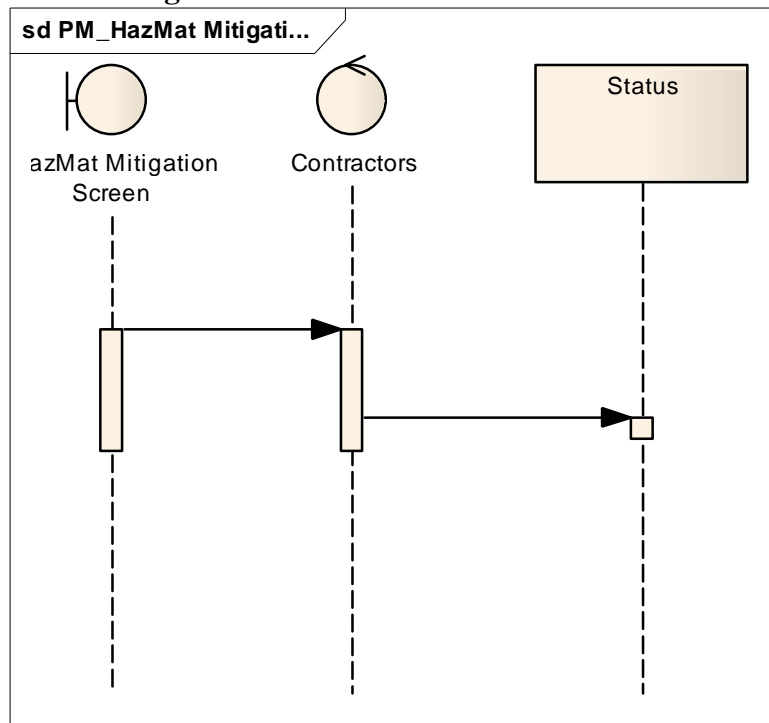 sd PM_HazMat Mitigati...
Status
azMat Mitigation
Screen
Contractors